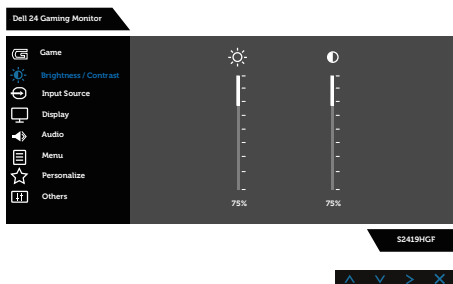 Dell 24 Gaming Monitor
Game
Brightness / Contrast
Input Source
Display
Audio
Menu
Personalize
Others
75%
75%
S2419HGF